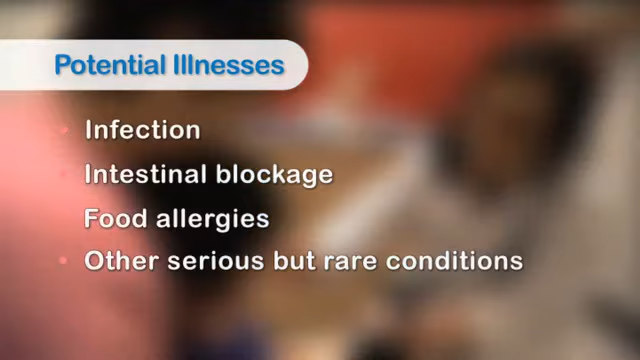 Potential Illnesses
• Infection
• Intestinal blockage
Food allergies
• Other serious but rare conditions